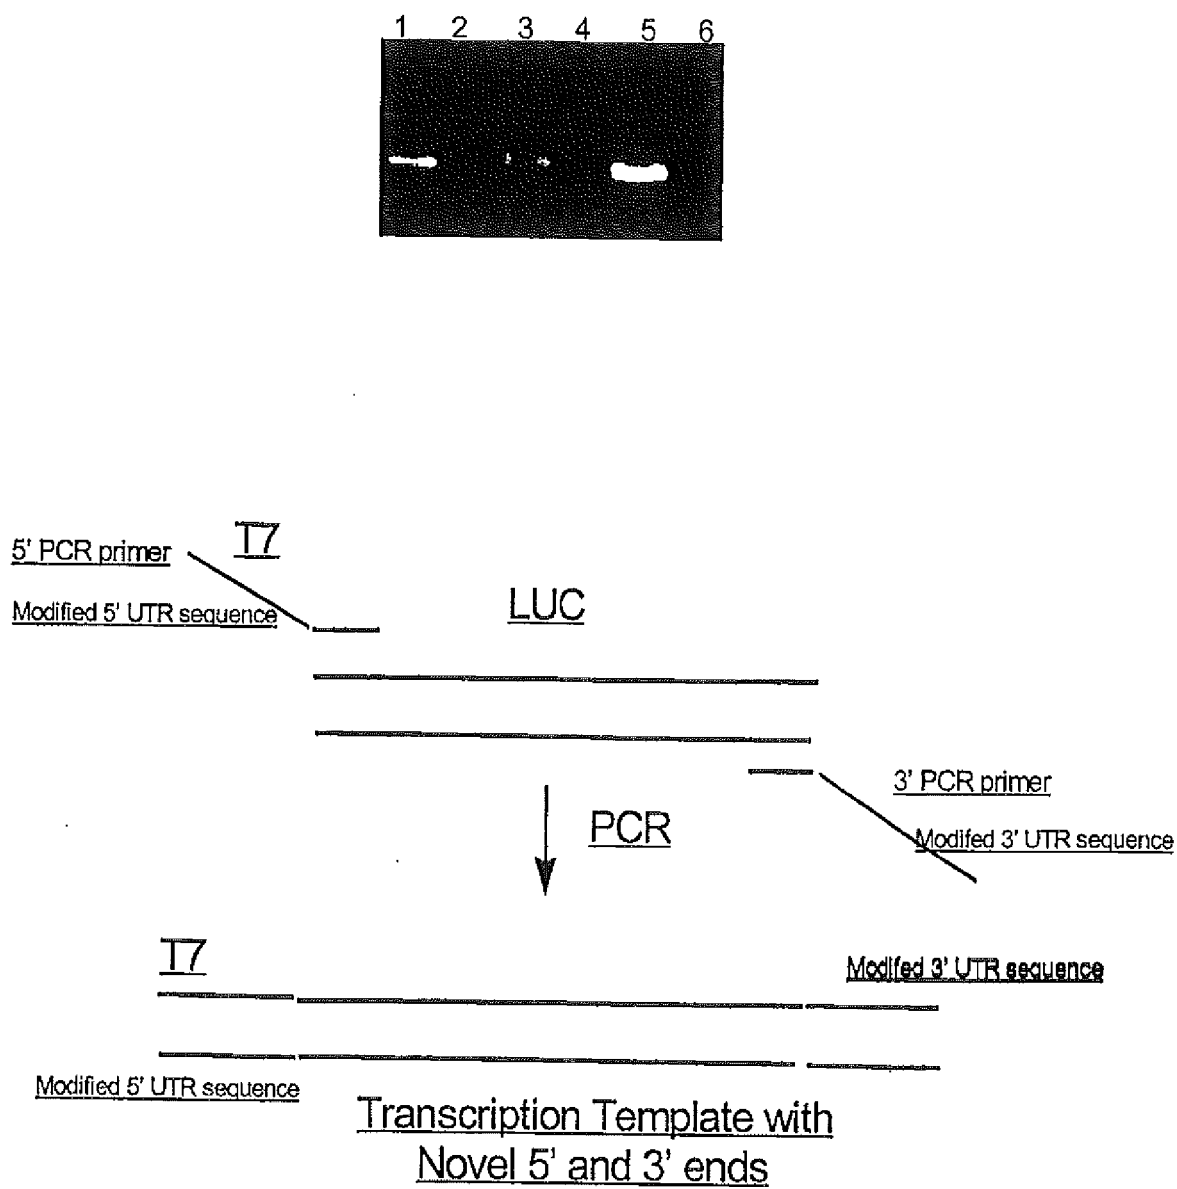 1 2 3 4 5 6
T7
5' PCR primer
Modified 5' UTR sequence
LUC
3' PCR primer
Modifed 3' UTR sequence
PCR
T7
Modifed 3' UTR sequence
Modified 5' UTR sequence
Transcription Template with
Novel 5' and 3' ends